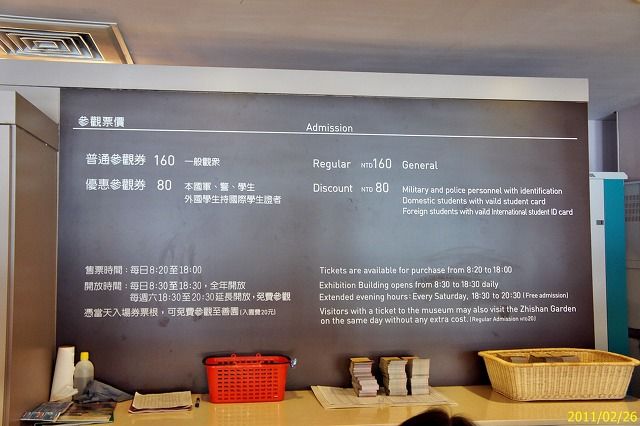 參觀票價
Admission
普通參觀券 160 一般觀眾
優惠參觀券 80 本國軍、警、學生
外國學生持國際學生證者
Regular NTD160 General
Discount NTD 80 Military and police personnel with identification
Domestic students with vaild student card
Foreign students with vaild International student ID card
售票時間：每日8:20至18:00
開放時間：每日8:30至18:30，全年開放
每週六18:30至20:30延長開放，免費參觀
憑當天入場券票根，可免費參觀至善園(入園費20元)
Tickets are available for purchase from 8:20 to 18:00
Exhibition Building opens from 8:30 to 18:30 daily
Extended evening hours: Every Saturday, 18:30 to 20:30 (Free admission)
Visitors with a ticket to the museum may also visit the Zhishan Garden
on the same day without any extra cost. (Regular Admission NTD20)
2011/02/26